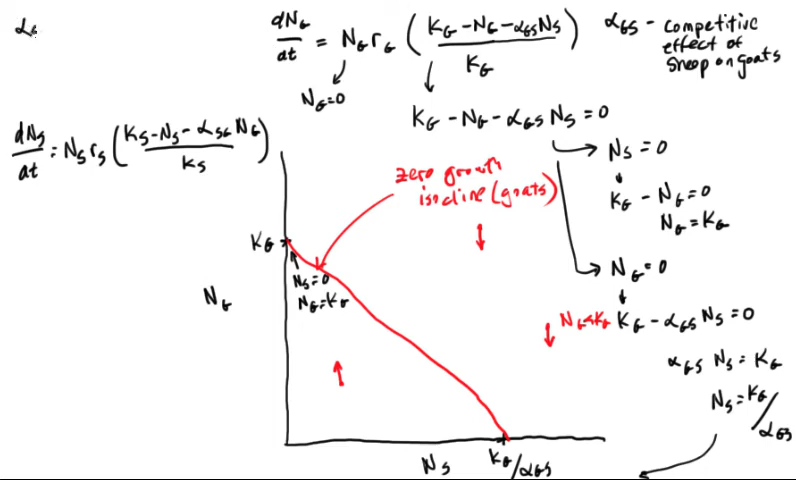 α_G
dN_G/dt = N_G r_G ( (K_G - N_G - α_GS N_S) / K_G )
α_GS - competitive
effect of
sheep on goats
N_G = 0
K_G - N_G - α_GS N_S = 0
dN_S/dt = N_S r_S ( (K_S - N_S - α_SG N_G) / K_S )
N_S = 0
K_G - N_G = 0
N_G = K_G
zero growth
isocline (goats)
K_G
N_S = 0
N_G = K_G
N_G
N_G = 0
K_G - α_GS N_S = 0
α_GS N_S = K_G
N_S = K_G / α_GS
N_S
K_G / α_GS